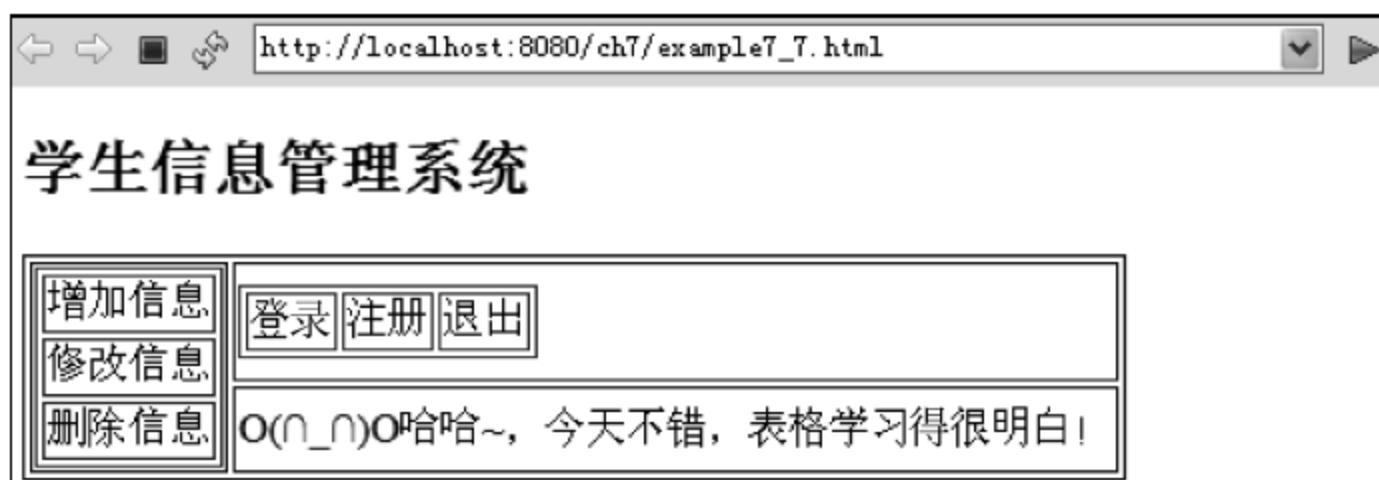 http://localhost:8080/ch7/example7_7.html
学生信息管理系统
增加信息
修改信息
删除信息
登录 注册 退出
O(∩_∩)O哈哈~，今天不错，表格学习得很明白！